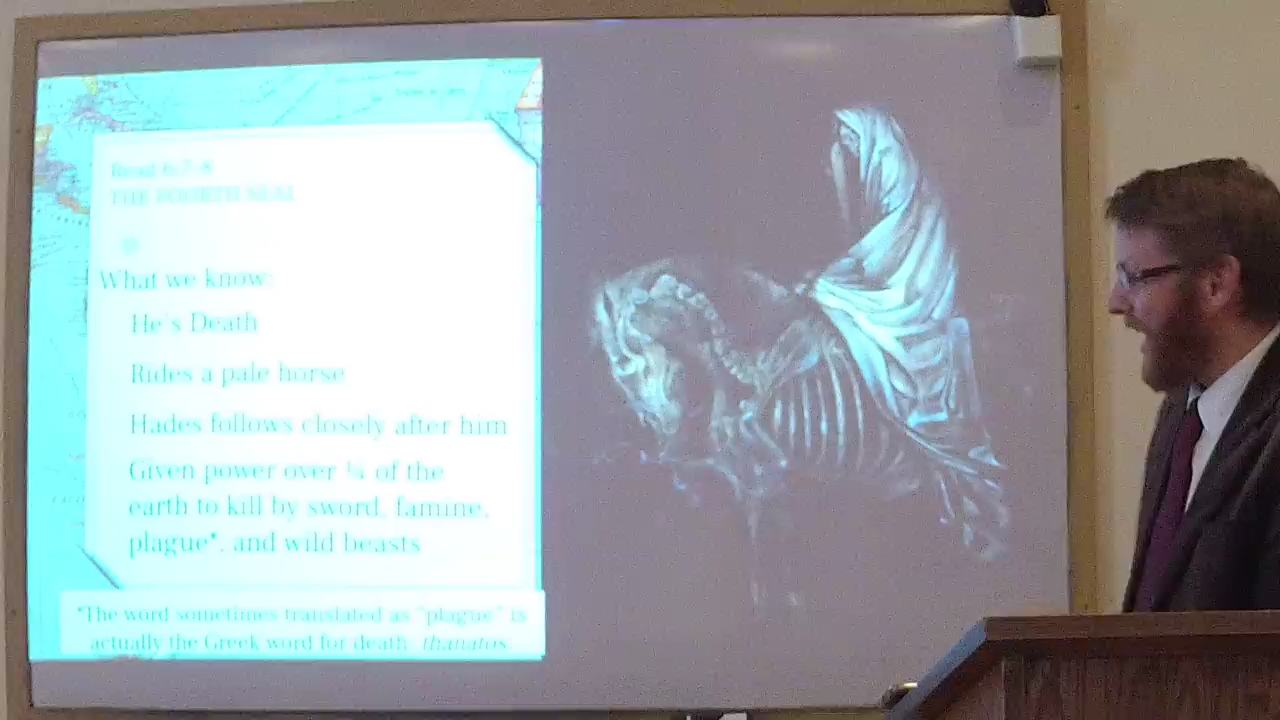 Read 6:7-8
THE FOURTH SEAL
What we know:
He's Death
Rides a pale horse
Hades follows closely after him
Given power over ¼ of the
earth to kill by sword, famine,
plague*, and wild beasts
*The word sometimes translated as "plague" is
actually the Greek word for death: thanatos.